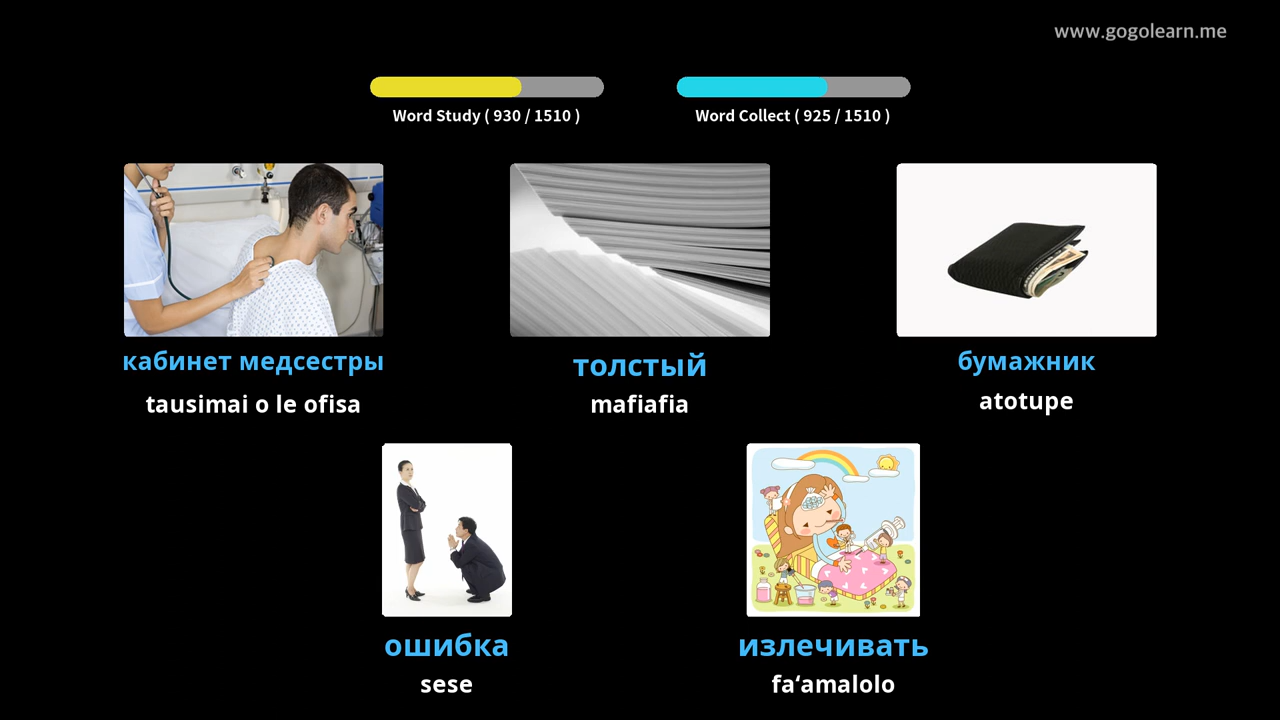 www.gogolearn.me
Word Study ( 930 / 1510 )
Word Collect ( 925 / 1510 )
кабинет медсестры
tausimai o le ofisa
толстый
mafiafia
бумажник
atotupe
ошибка
sese
излечивать
fa‘amalolo